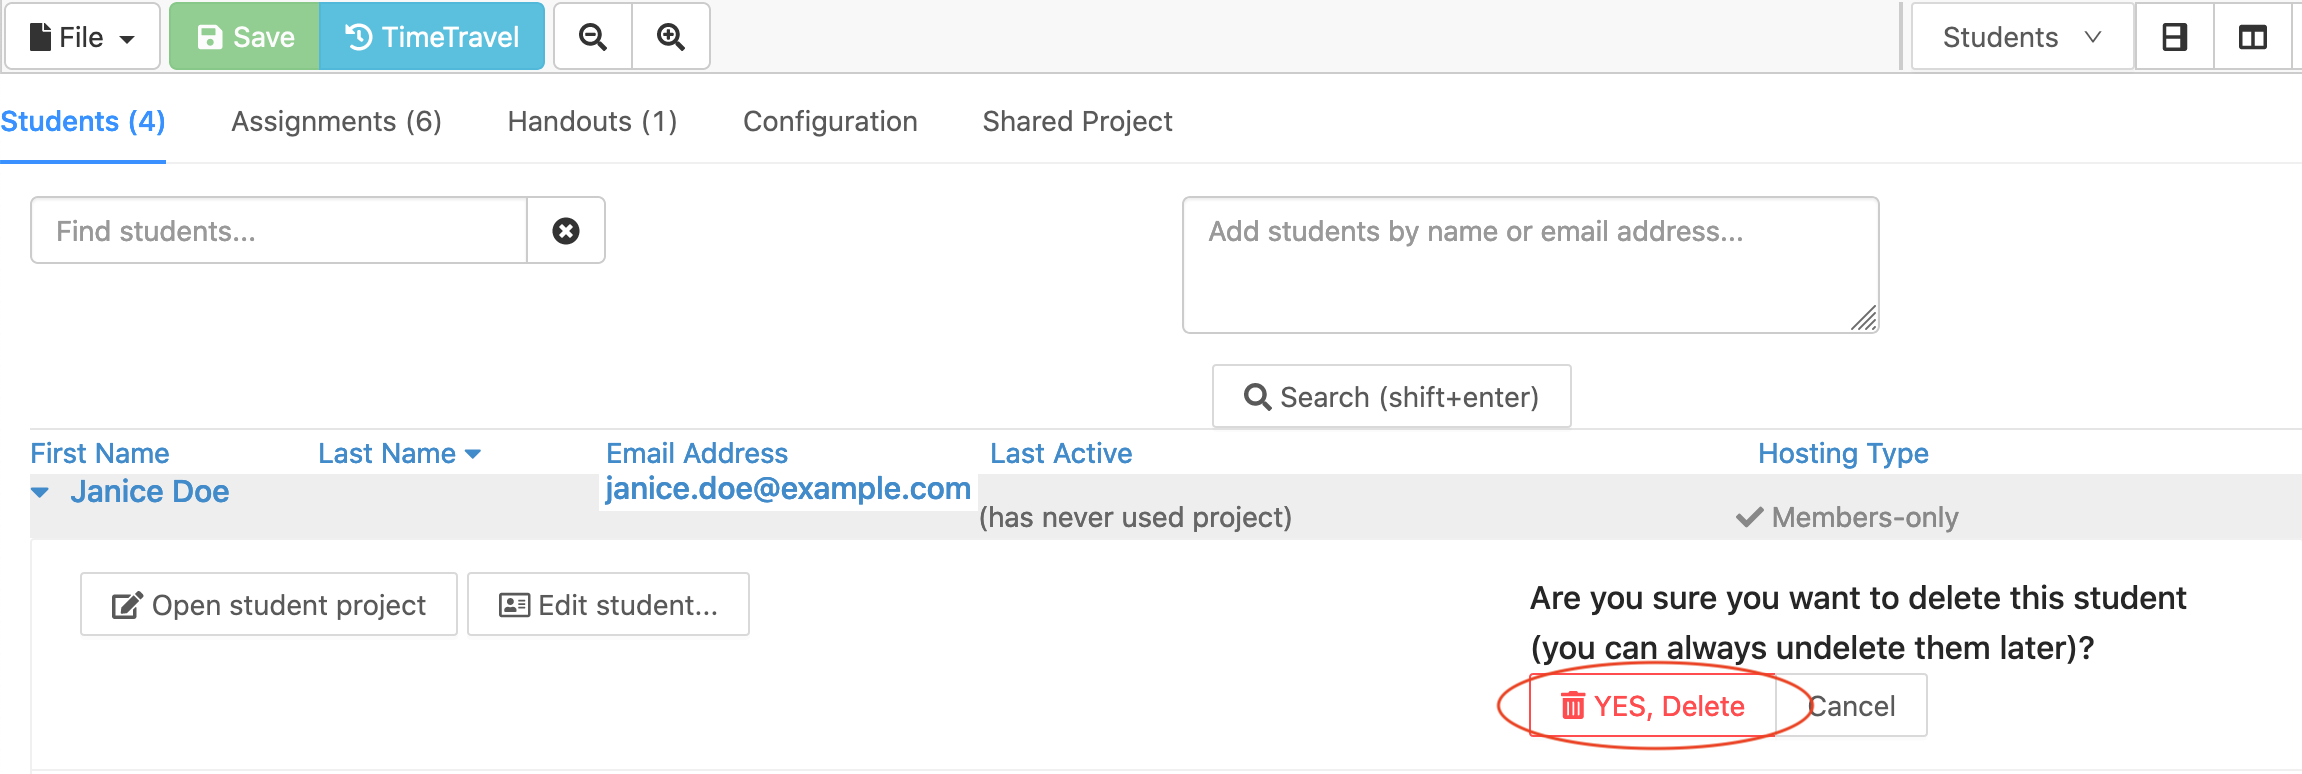 File Save TimeTravel Students
Students (4) Assignments (6) Handouts (1) Configuration Shared Project
Find students... Add students by name or email address...
Search (shift+enter)
First Name Last Name Email Address Last Active Hosting Type
Janice Doe janice.doe@example.com (has never used project) Members-only
Open student project Edit student...
Are you sure you want to delete this student
(you can always undelete them later)?
YES, Delete Cancel